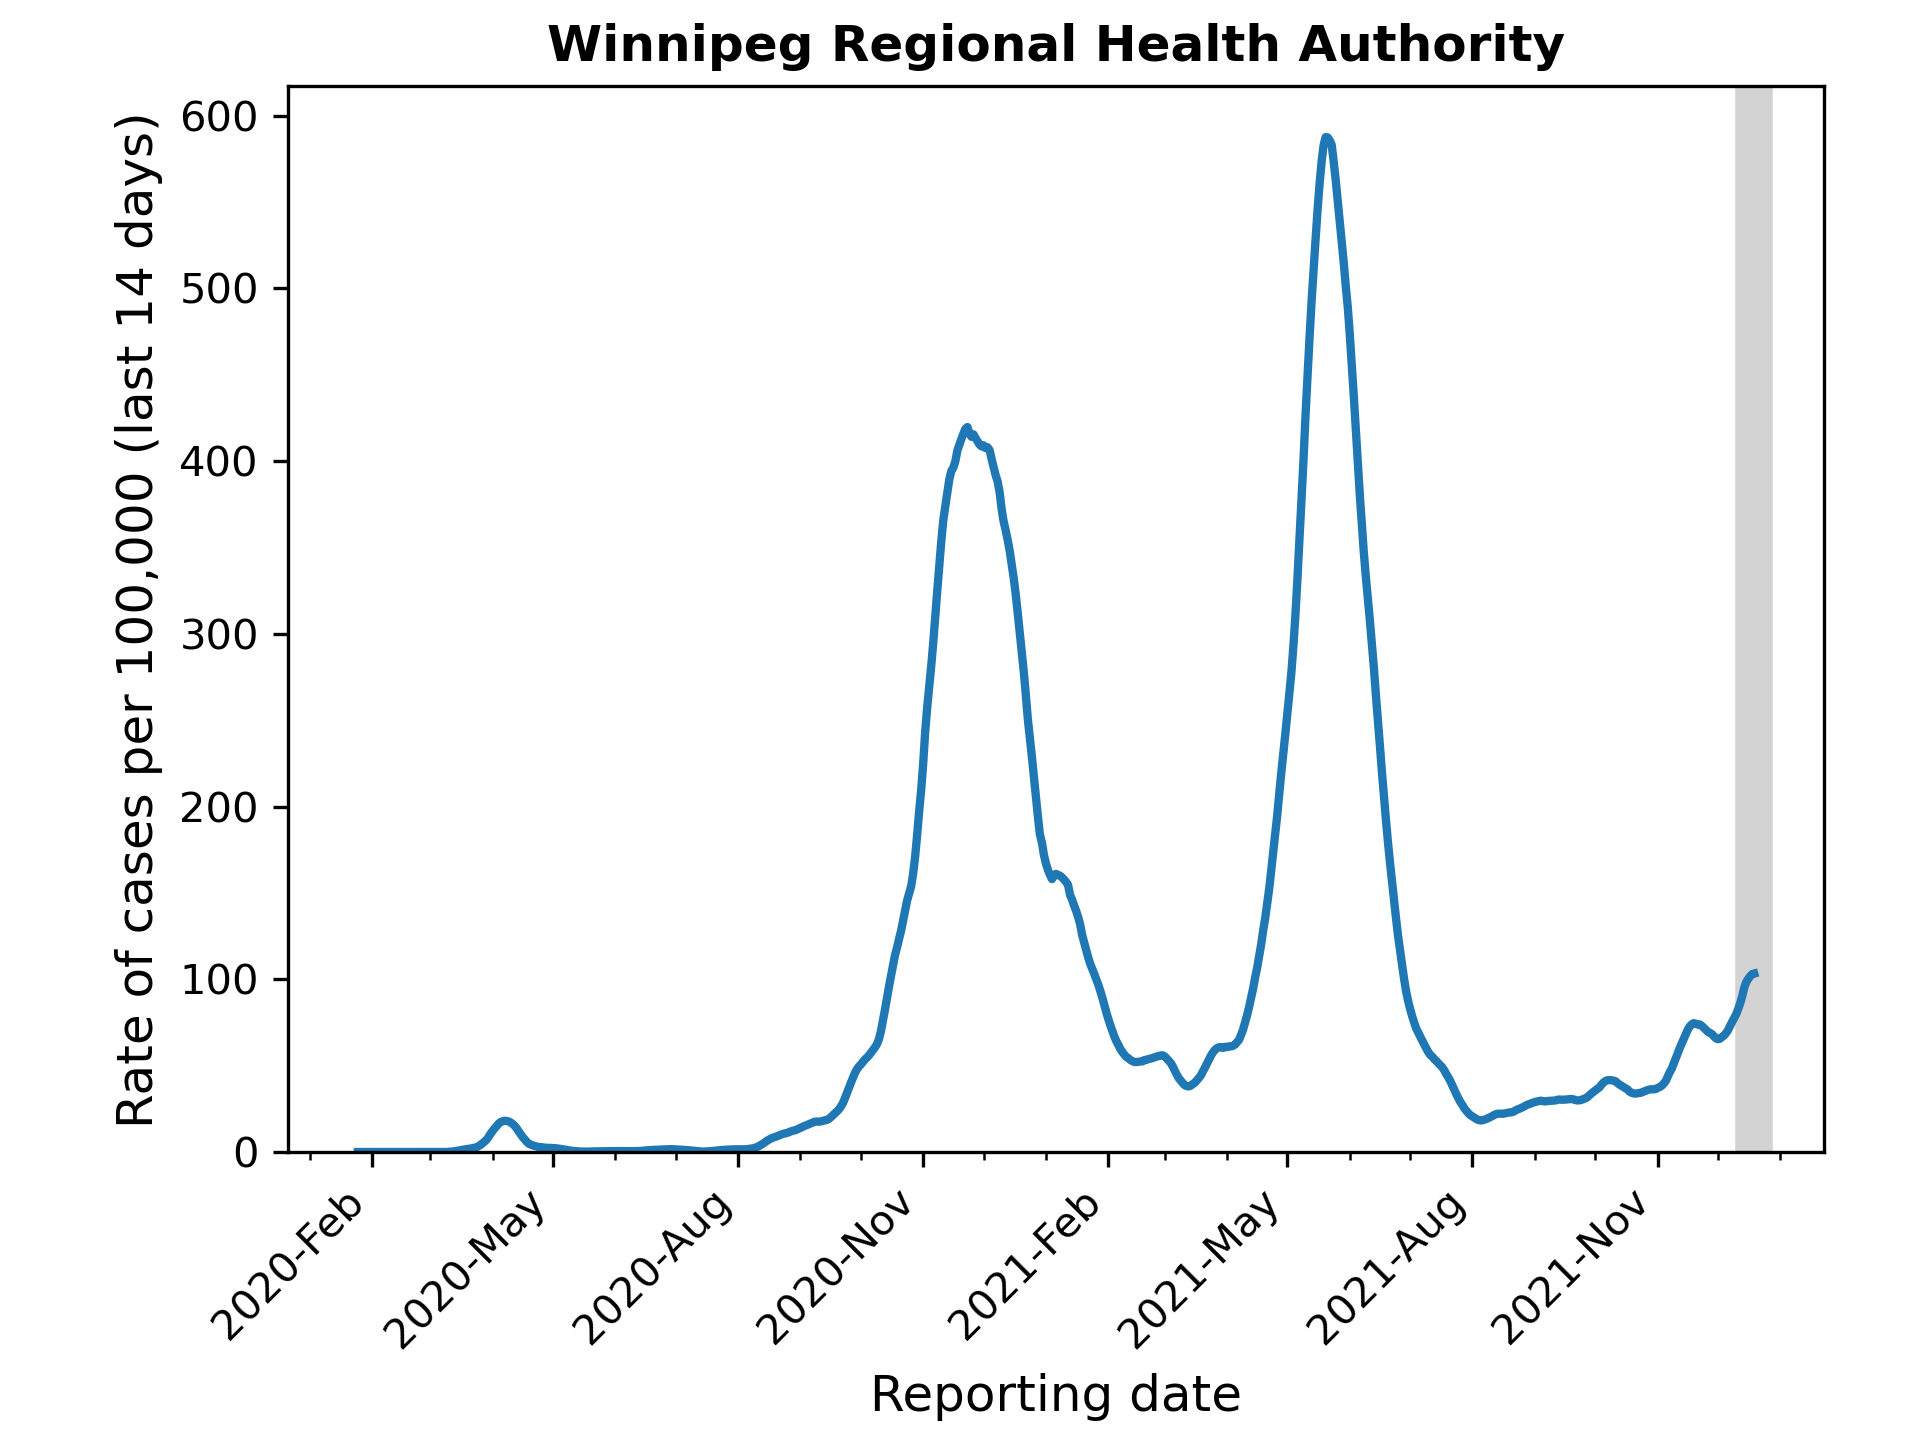 Winnipeg Regional Health Authority
Rate of cases per 100,000 (last 14 days)
600
500
400
300
200
100
0
2020-Feb
2020-May
2020-Aug
2020-Nov
2021-Feb
2021-May
2021-Aug
2021-Nov
Reporting date